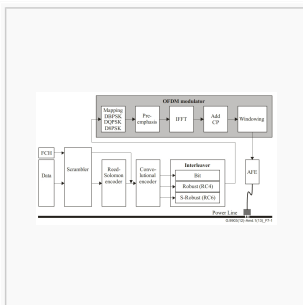 OFDM modulator
Mapping
DBPSK
DQPSK
D8PSK
Pre-
emphasis
IFFT
Add
CP
Windowing
FCH
Data
Scrambler
Reed-
Solomon
encoder
Convo-
lutional
encoder
Interleaver
Bit
Robust (RC4)
S-Robust (RC6)
AFE
Power Line